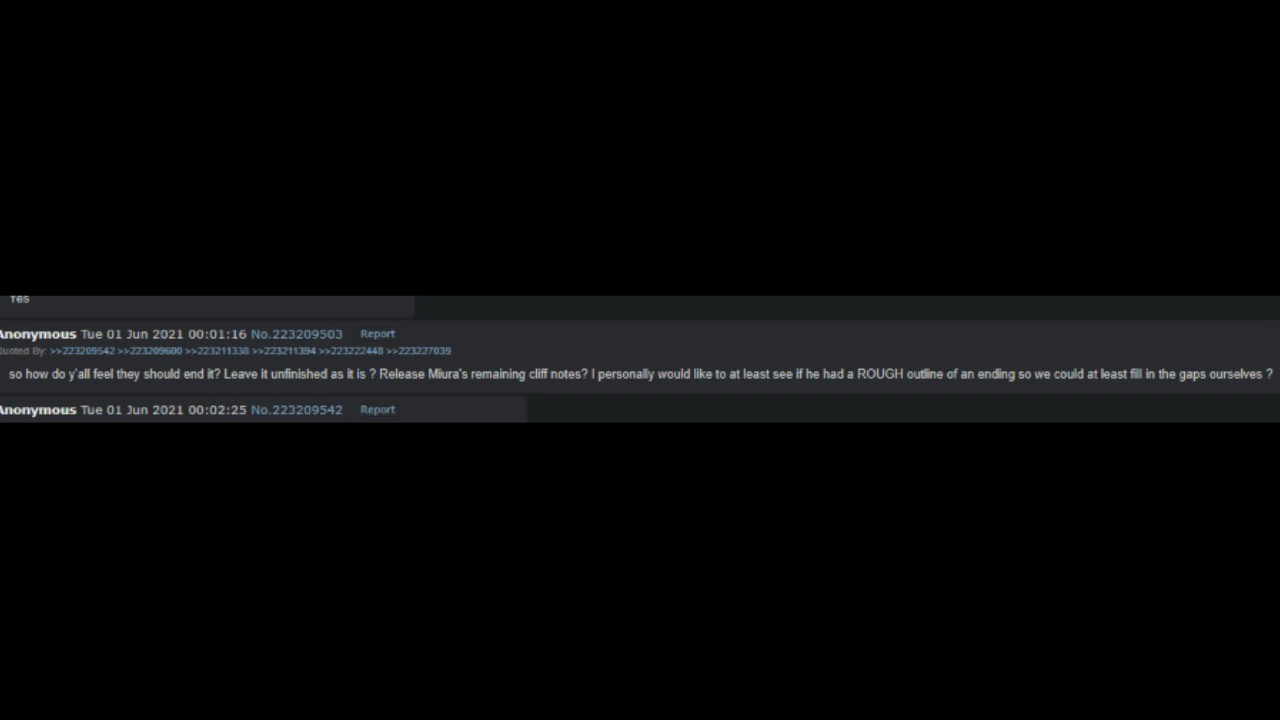 Yes
Anonymous Tue 01 Jun 2021 00:01:16 No.223209503 Report
Quoted By: >>223209542 >>223209600 >>223211338 >>223211394 >>223222448 >>223227039
so how do y'all feel they should end it? Leave it unfinished as it is ? Release Miura's remaining cliff notes? I personally would like to at least see if he had a ROUGH outline of an ending so we could at least fill in the gaps ourselves ?
Anonymous Tue 01 Jun 2021 00:02:25 No.223209542 Report